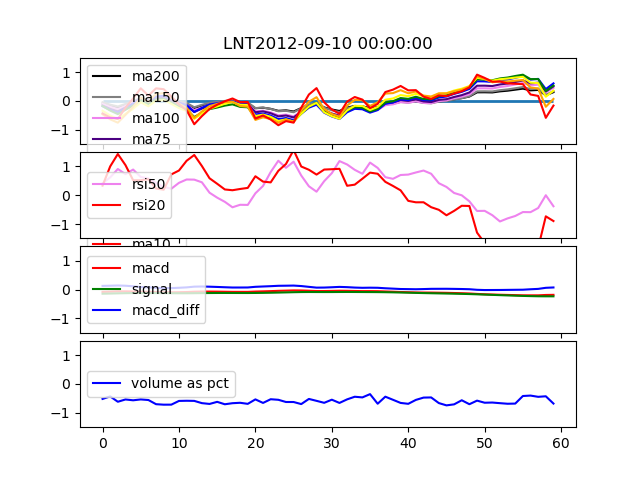 LNT2012-09-10 00:00:00
1
0
−1
ma200
ma150
ma100
ma75
1
0
−1
rsi50
rsi20
ma10
1
0
−1
macd
signal
macd_diff
1
0
−1
volume as pct
0 10 20 30 40 50 60